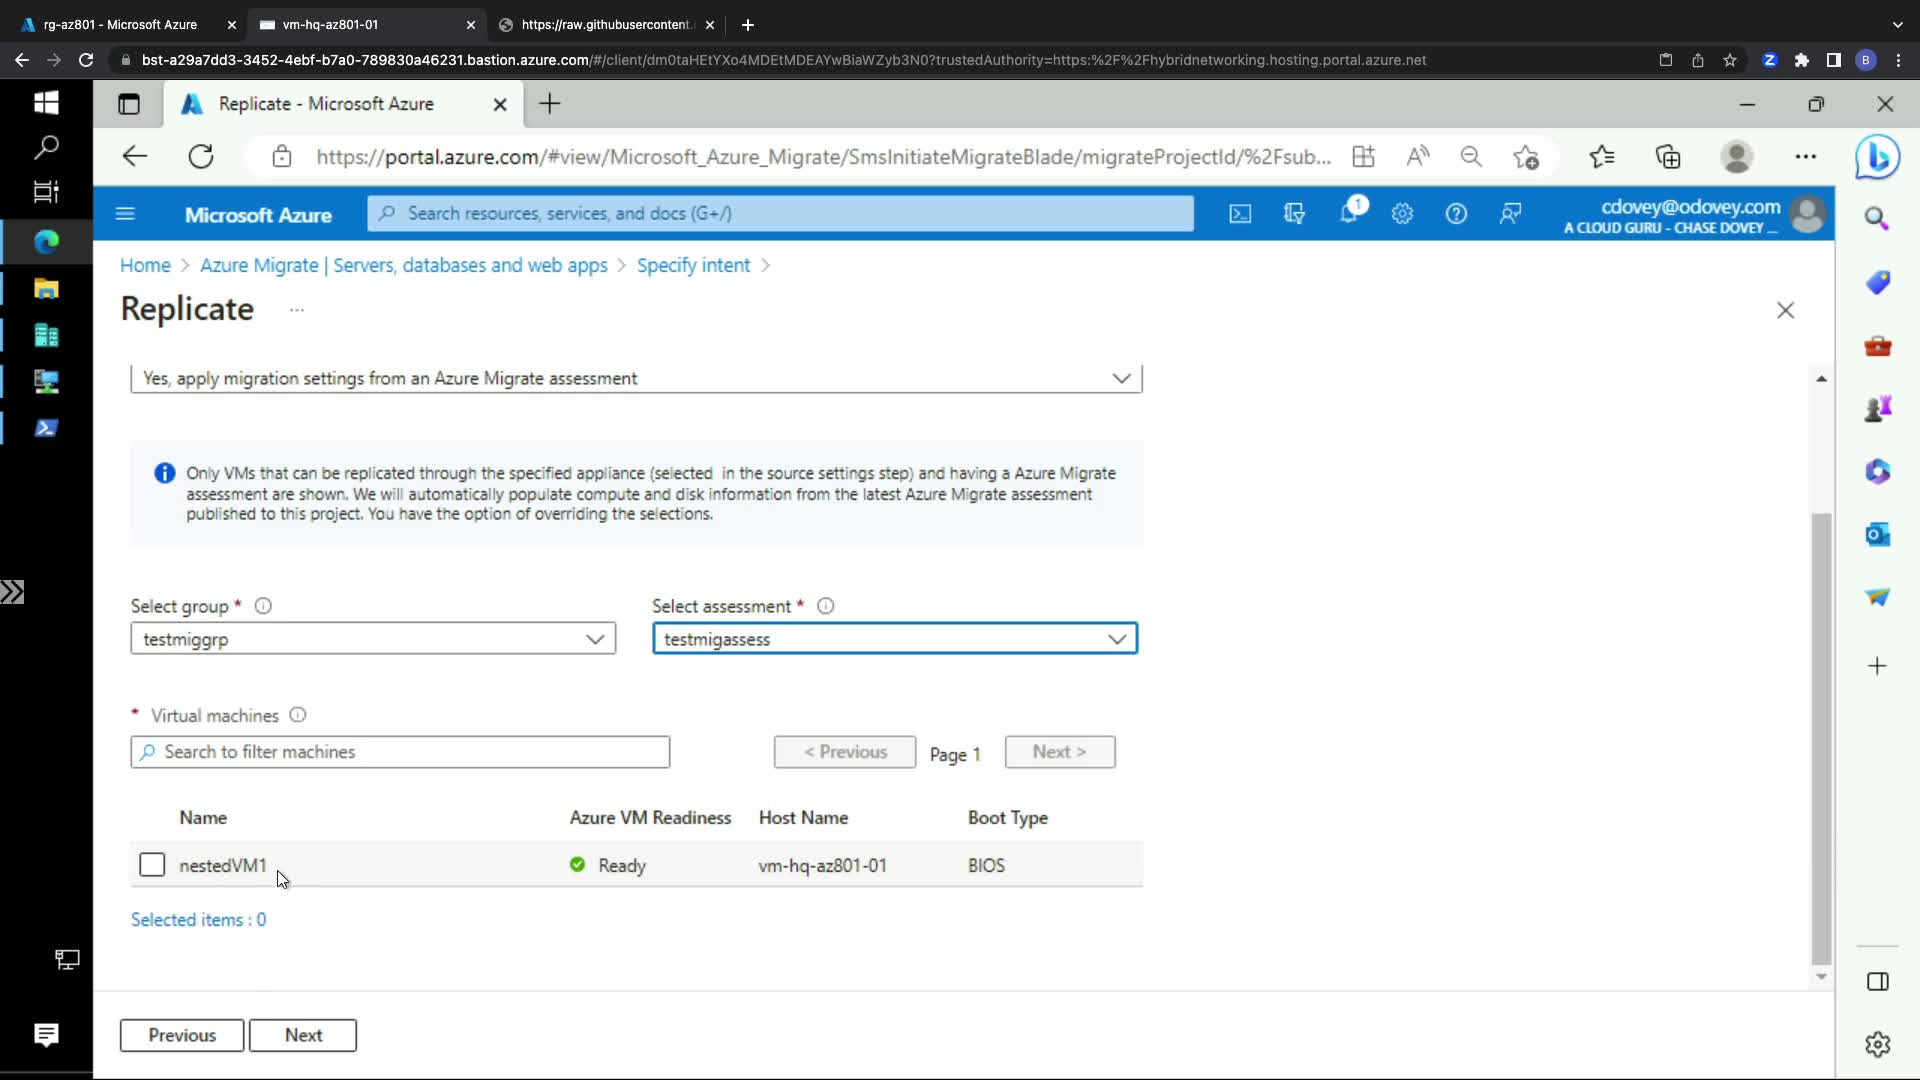 rg-az801 - Microsoft Azure
vm-hq-az801-01
https://raw.githubusercontent.
bst-a29a7dd3-3452-4ebf-b7a0-789830a46231.bastion.azure.com/#/client/dm0taHEtYXo4MDEtMDEAYwBiaWZyb3N0?trustedAuthority=https:%2F%2Fhybridnetworking.hosting.portal.azure.net
Z
B
Replicate - Microsoft Azure
https://portal.azure.com/#view/Microsoft_Azure_Migrate/SmsInitiateMigrateBlade/migrateProjectId/%2Fsub...
Microsoft Azure
Search resources, services, and docs (G+/)
1
cdovey@odovey.com
A CLOUD GURU - CHASE DOVEY ...
Home > Azure Migrate | Servers, databases and web apps > Specify intent >
Replicate ...
Yes, apply migration settings from an Azure Migrate assessment
Only VMs that can be replicated through the specified appliance (selected in the source settings step) and having a Azure Migrate
assessment are shown. We will automatically populate compute and disk information from the latest Azure Migrate assessment
published to this project. You have the option of overriding the selections.
Select group *
Select assessment *
testmiggrp
testmigassess
* Virtual machines
Search to filter machines
< Previous
Page 1
Next >
Name
Azure VM Readiness
Host Name
Boot Type
nestedVM1
Ready
vm-hq-az801-01
BIOS
Selected items : 0
Previous
Next